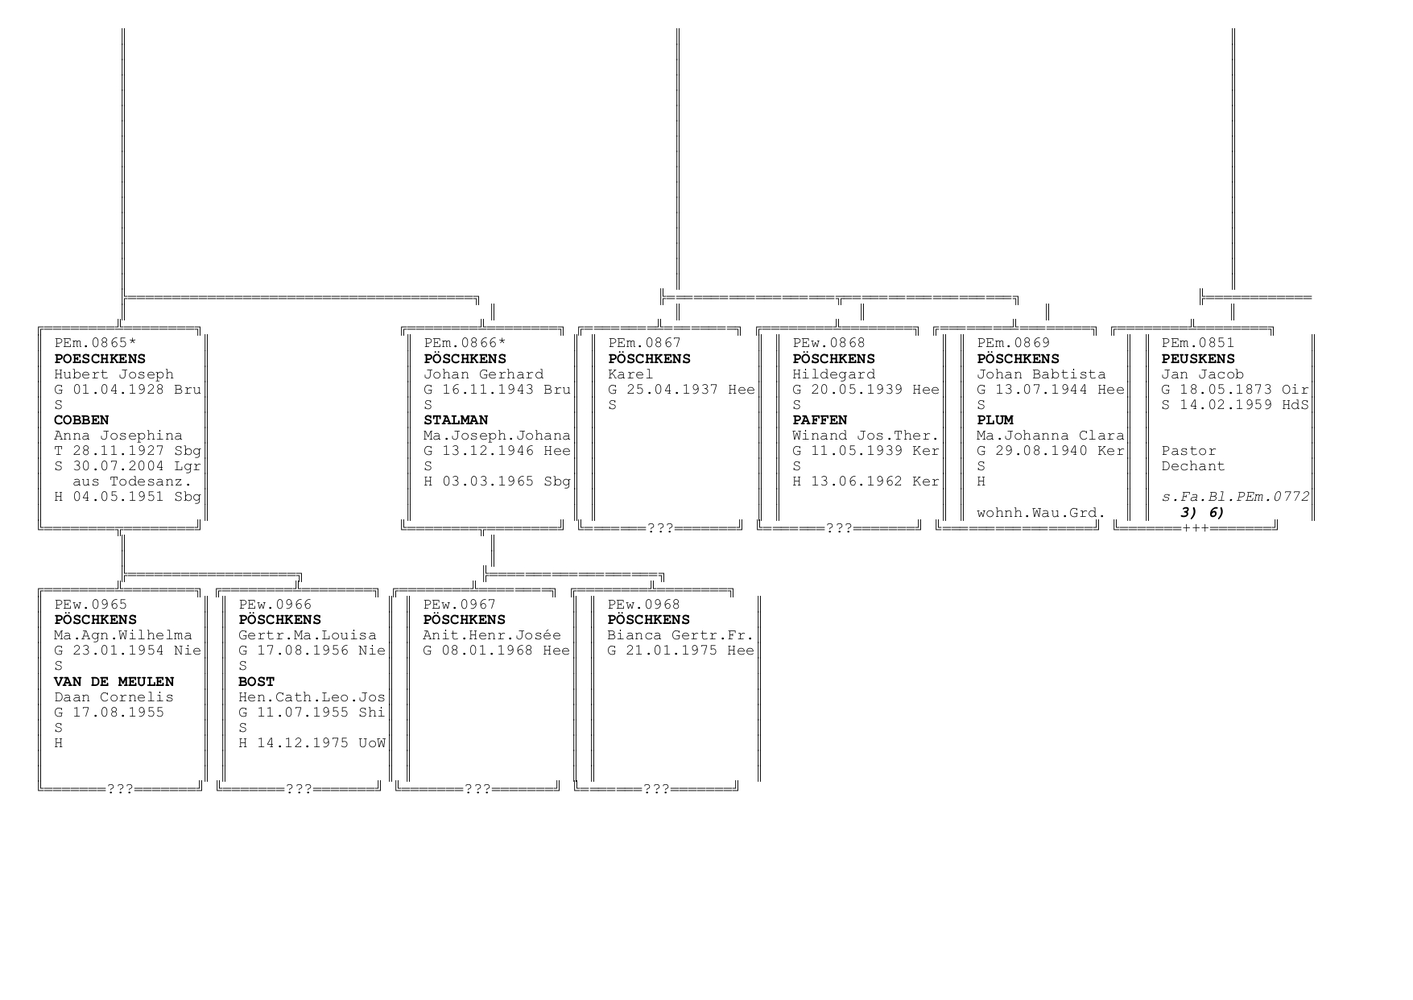 PEm.0865*
POESCHKENS
Hubert Joseph
G 01.04.1928 Bru
S
COBBEN
Anna Josephina
T 28.11.1927 Sbg
S 30.07.2004 Lgr
aus Todesanz.
H 04.05.1951 Sbg
PEm.0866*
PÖSCHKENS
Johan Gerhard
G 16.11.1943 Bru
S
STALMAN
Ma.Joseph.Johana
G 13.12.1946 Hee
S
H 03.03.1965 Sbg
PEm.0867
PÖSCHKENS
Karel
G 25.04.1937 Hee
S
???
PEw.0868
PÖSCHKENS
Hildegard
G 20.05.1939 Hee
S
PAFFEN
Winand Jos.Ther.
G 11.05.1939 Ker
S
H 13.06.1962 Ker
???
PEm.0869
PÖSCHKENS
Johan Babtista
G 13.07.1944 Hee
S
PLUM
Ma.Johanna Clara
G 29.08.1940 Ker
S
H
wohnh.Wau.Grd.
PEm.0851
PEUSKENS
Jan Jacob
G 18.05.1873 Oir
S 14.02.1959 HdS
Pastor
Dechant
s.Fa.Bl.PEm.0772
3) 6)
+++
PEw.0965
PÖSCHKENS
Ma.Agn.Wilhelma
G 23.01.1954 Nie
S
VAN DE MEULEN
Daan Cornelis
G 17.08.1955
S
H
???
PEw.0966
PÖSCHKENS
Gertr.Ma.Louisa
G 17.08.1956 Nie
S
BOST
Hen.Cath.Leo.Jos
G 11.07.1955 Shi
S
H 14.12.1975 UoW
???
PEw.0967
PÖSCHKENS
Anit.Henr.Josée
G 08.01.1968 Hee
???
PEw.0968
PÖSCHKENS
Bianca Gertr.Fr.
G 21.01.1975 Hee
???